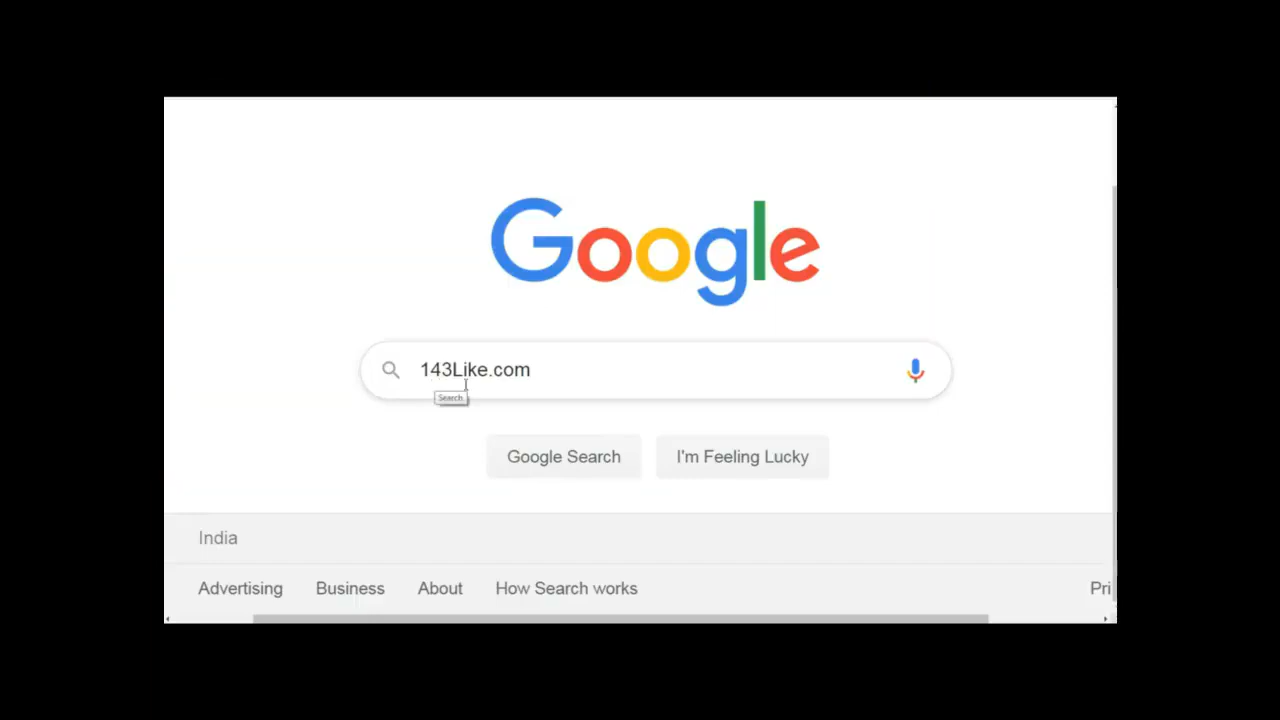 Google
143Like.com
Search
Google Search
I'm Feeling Lucky
India
Advertising
Business
About
How Search works
Pri